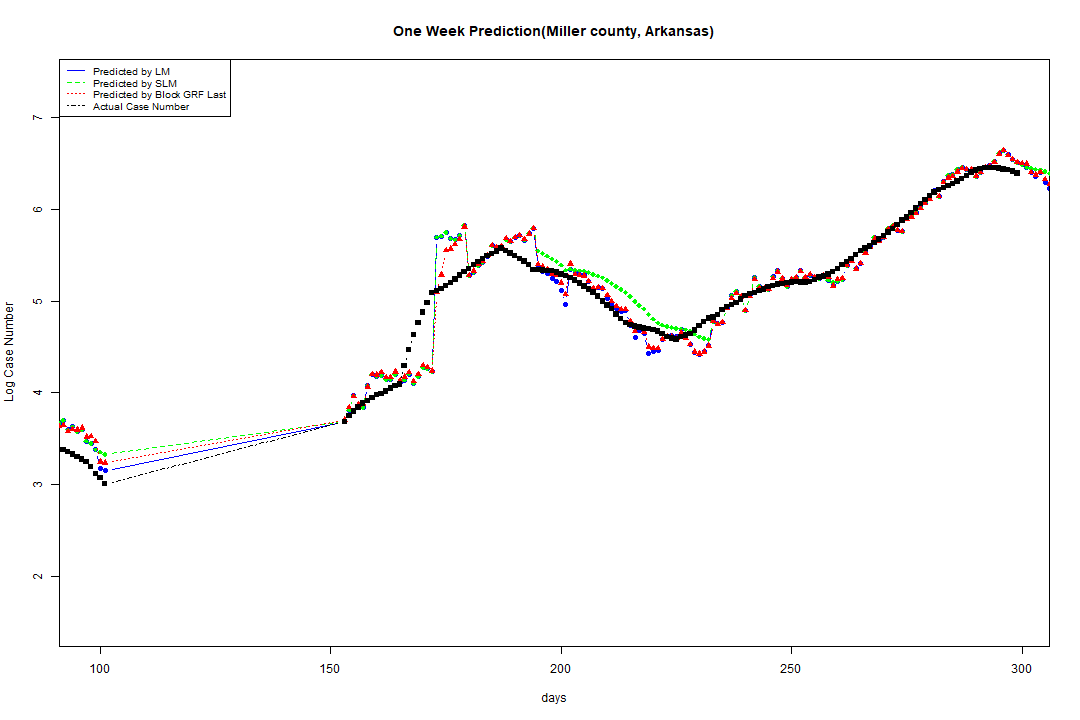 One Week Prediction(Miller county, Arkansas)
Predicted by LM
Predicted by SLM
Predicted by Block GRF Last
Actual Case Number
Log Case Number
7
6
5
4
3
2
100 150 200 250 300
days